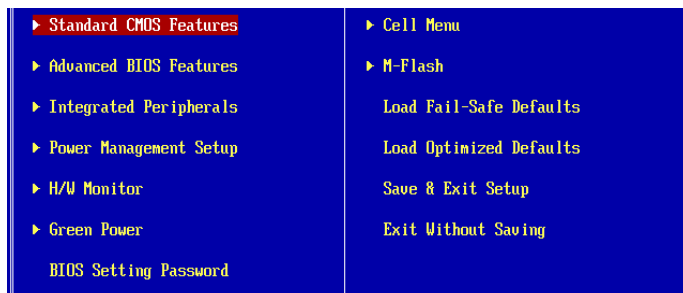 Standard CMOS Features
Advanced BIOS Features
Integrated Peripherals
Power Management Setup
H/W Monitor
Green Power
BIOS Setting Password
Cell Menu
M-Flash
Load Fail-Safe Defaults
Load Optimized Defaults
Save & Exit Setup
Exit Without Saving